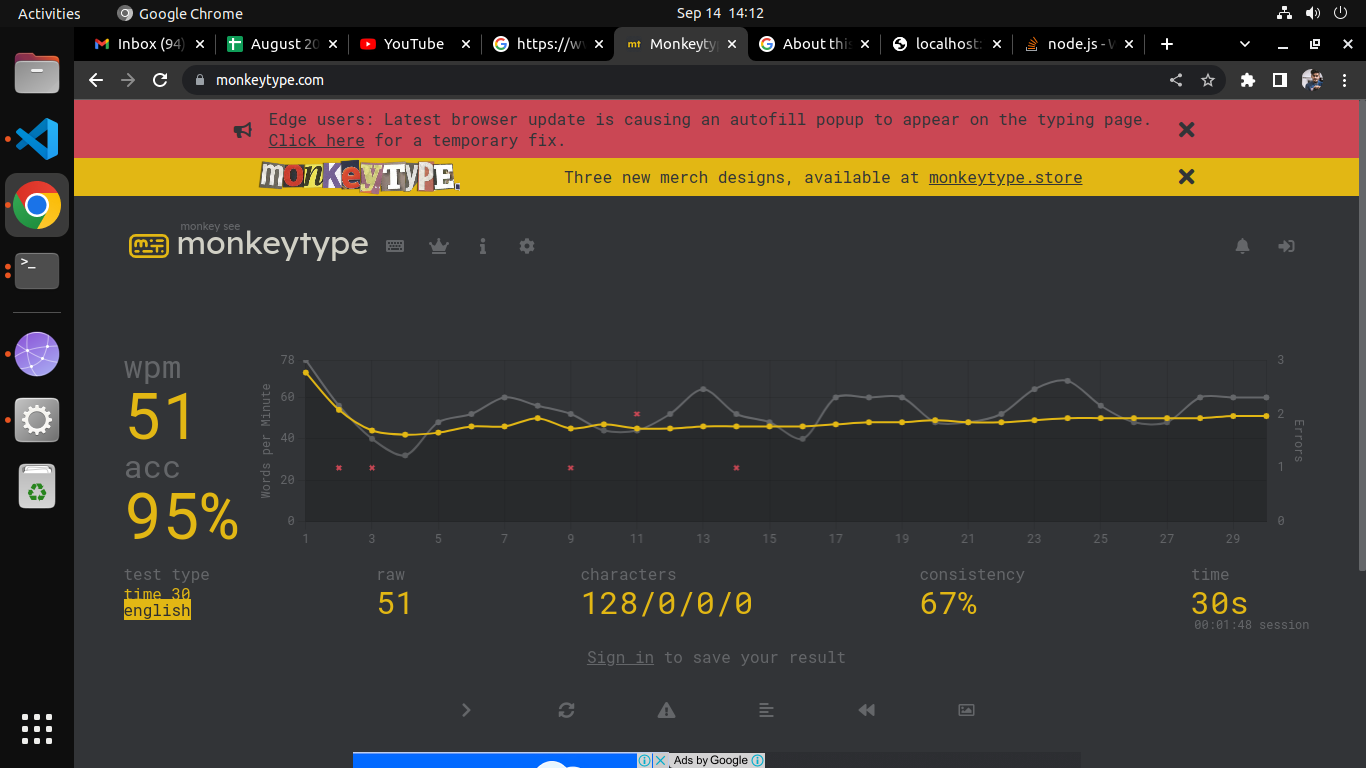 Activities
Google Chrome
Sep 14 14:12
Inbox (94)
August 20
YouTube
https://w
mt Monkeyty
About this
localhost:
node.js - W
monkeytype.com
Edge users: Latest browser update is causing an autofill popup to appear on the typing page.
Click here for a temporary fix.
monkeyTYPE.
Three new merch designs, available at monkeytype.store
monkey see
monkeytype
wpm
51
acc
95%
Words per Minute
78
60
40
20
0
1 3 5 7 9 11 13 15 17 19 21 23 25 27 29
3
2
1
0
Errors
test type
time 30
english
raw
51
characters
128/0/0/0
consistency
67%
time
30s
00:01:48 session
Sign in to save your result
Ads by Google